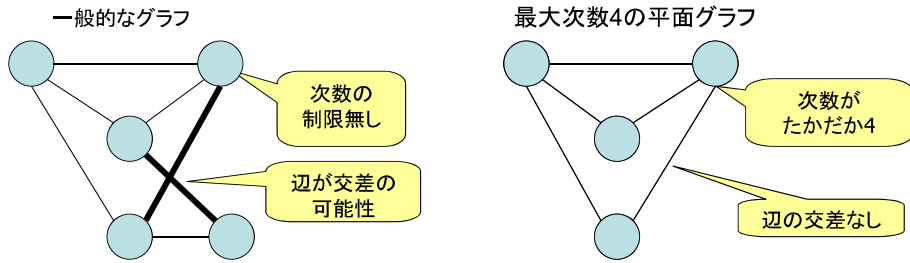 一般的なグラフ
次数の
制限無し
辺が交差の
可能性
最大次数4の平面グラフ
次数が
たかだか4
辺の交差なし